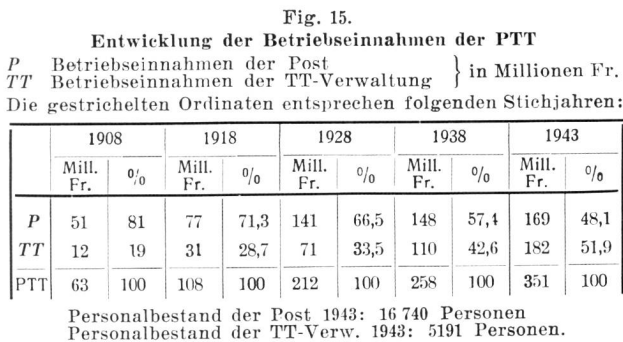 Fig. 15.
Entwicklung der Betriebseinnahmen der PTT
P Betriebseinnahmen der Post
TT Betriebseinnahmen der TT-Verwaltung } in Millionen Fr.
Die gestrichelten Ordinaten entsprechen folgenden Stichjahren:
1908 1918 1928 1938 1943
Mill. Fr. % Mill. Fr. % Mill. Fr. % Mill. Fr. % Mill. Fr. %
P 51 81 77 71,3 141 66,5 148 57,4 169 48,1
TT 12 19 31 28,7 71 33,5 110 42,6 182 51,9
PTT 63 100 108 100 212 100 258 100 351 100
Personalbestand der Post 1943: 16 740 Personen
Personalbestand der TT-Verw. 1943: 5191 Personen.